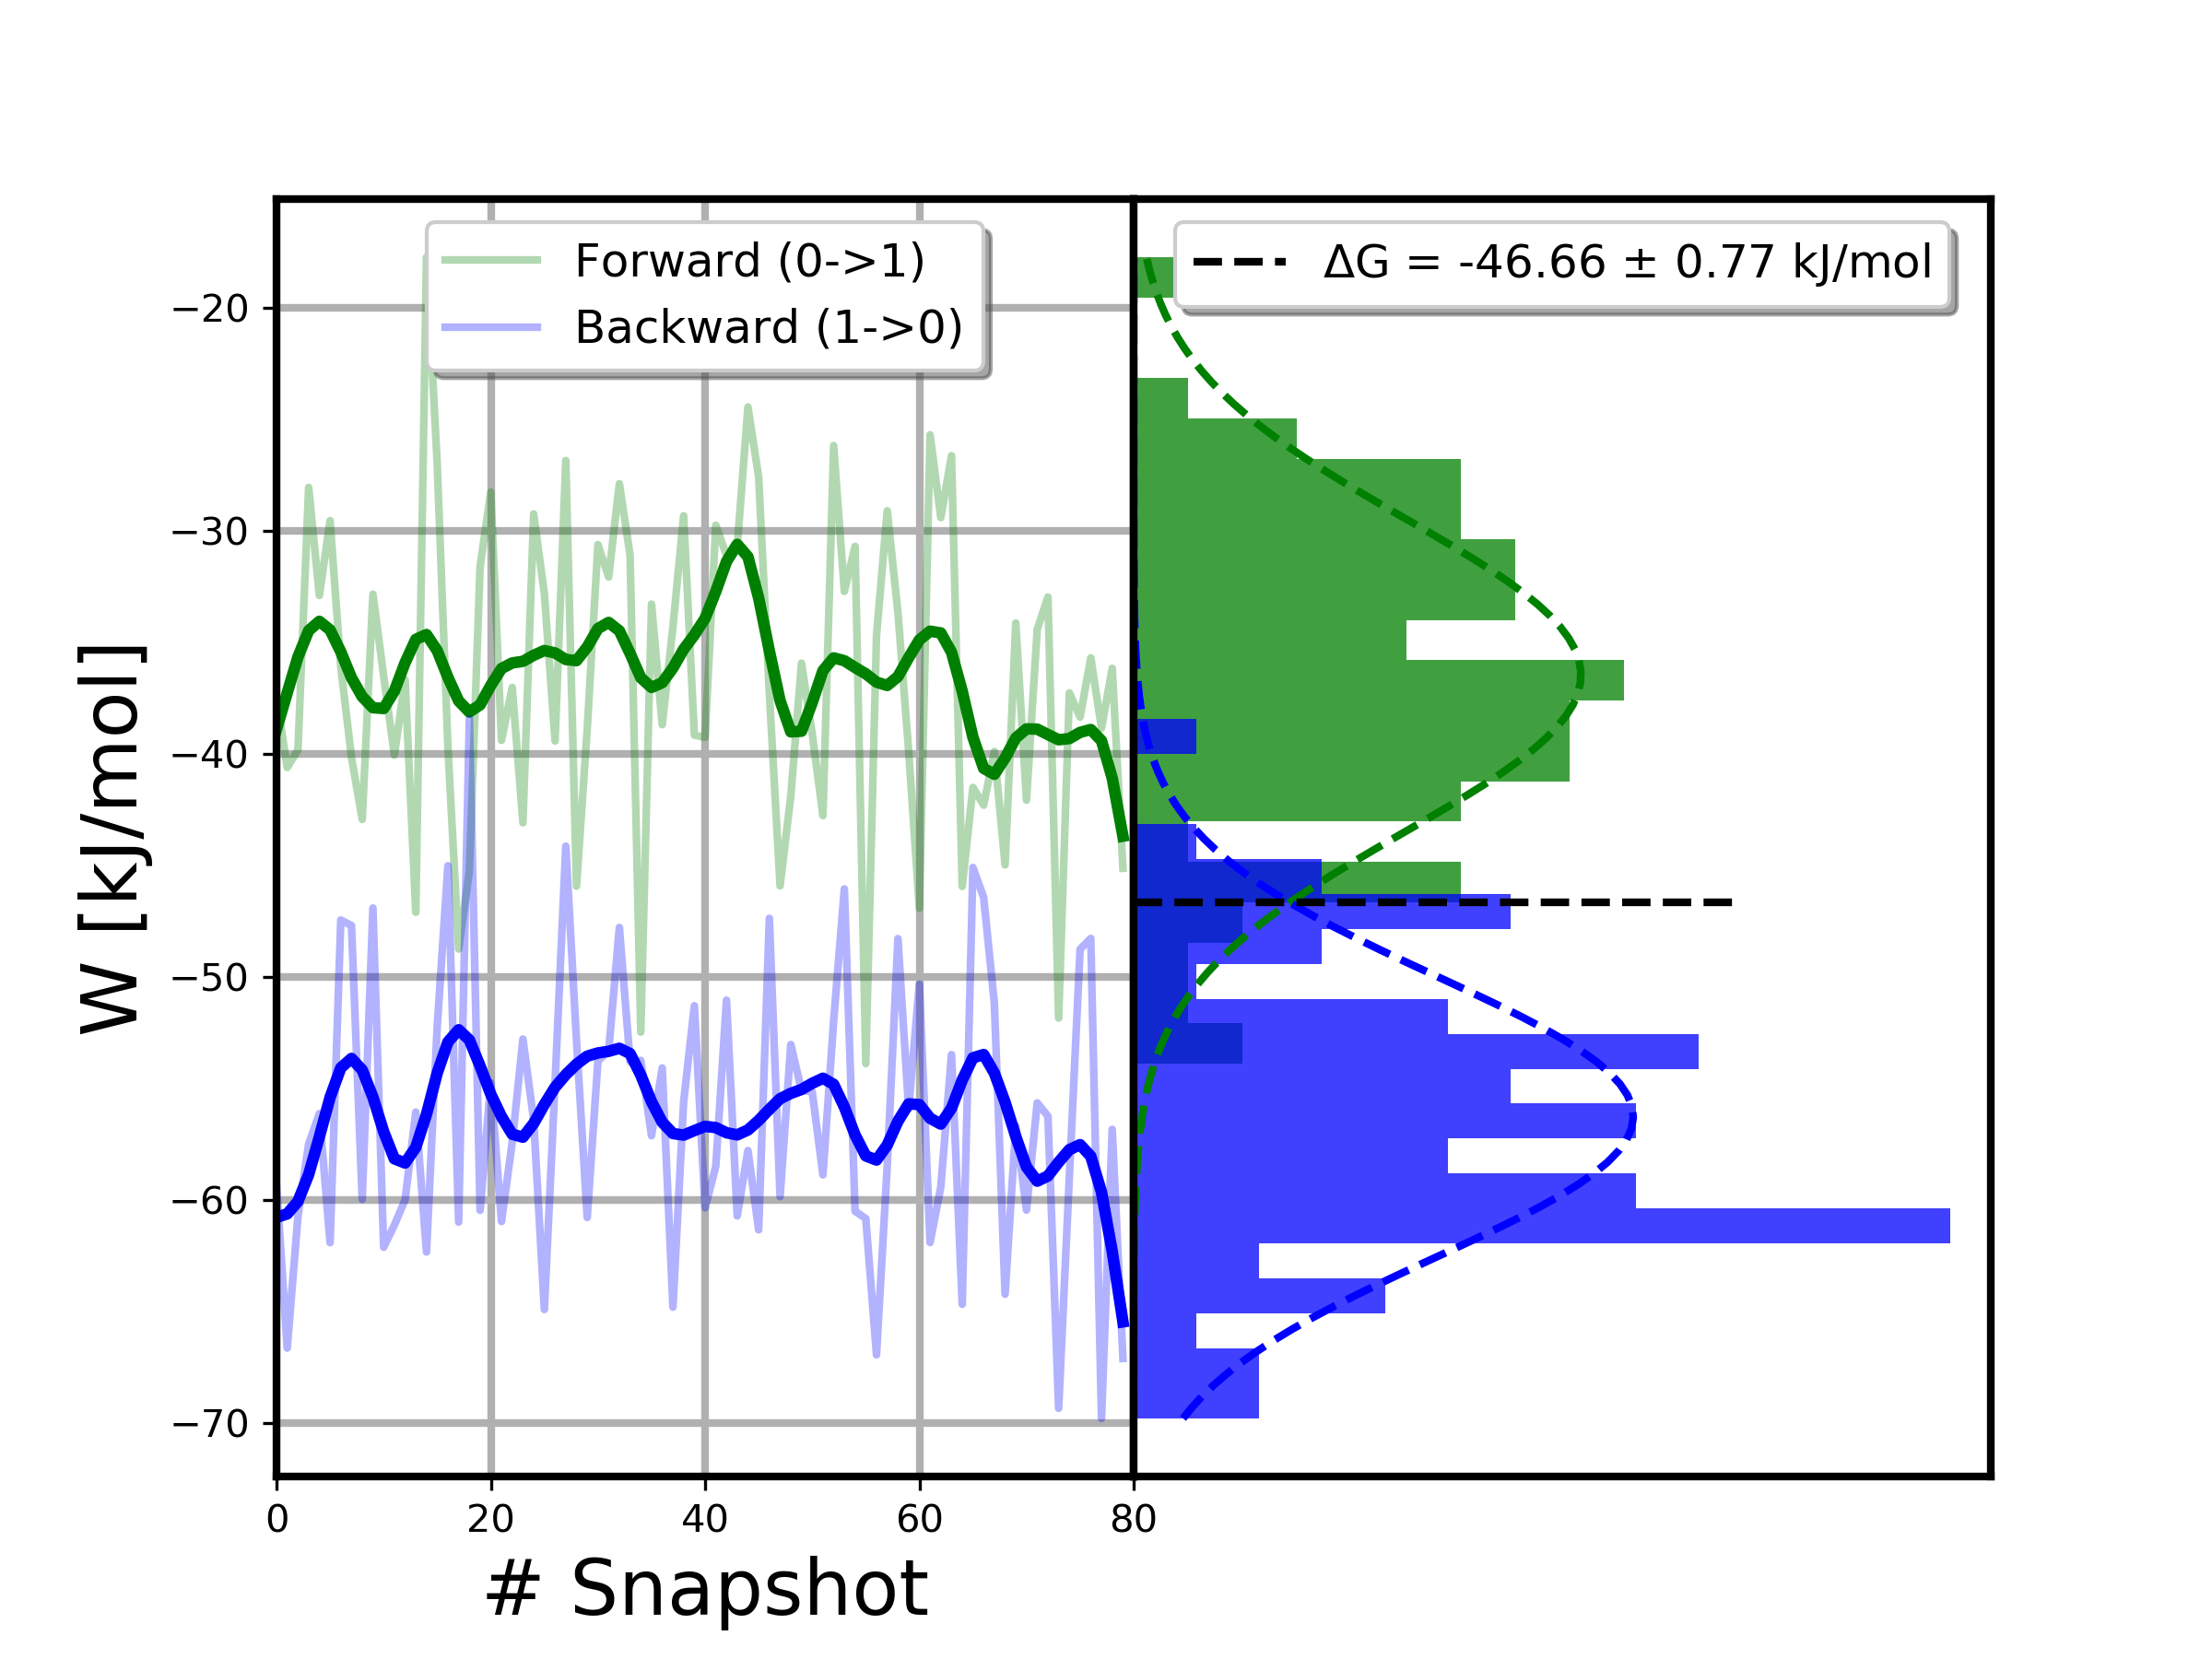 Forward (0->1)
Backward (1->0)
ΔG = -46.66 ± 0.77 kJ/mol
W [kJ/mol]
−20
−30
−40
−50
−60
−70
0 20 40 60 80
# Snapshot